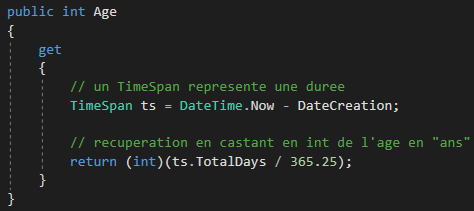 public int Age
{
get
{
// un TimeSpan represente une duree
TimeSpan ts = DateTime.Now - DateCreation;
// recuperation en castant en int de l'age en "ans"
return (int)(ts.TotalDays / 365.25);
}
}